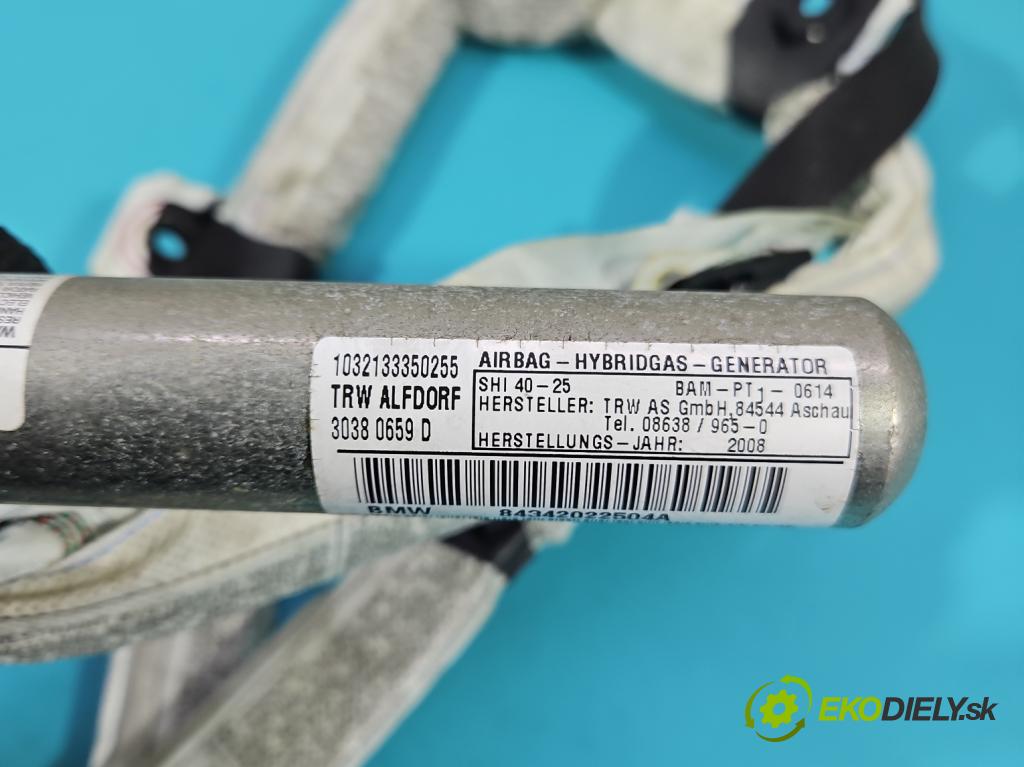 1032133350255 AIRBAG-HYBRIDGAS-GENERATOR
TRW ALFDORF
3038 0659 D
SHI 40-25 BAM-PT1-0614
HERSTELLER: TRW AS GmbH,84544 Aschau
Tel. 08638 / 965-0
HERSTELLUNGS-JAHR: 2008
BMW 84342022504A
EKODIELY.sk